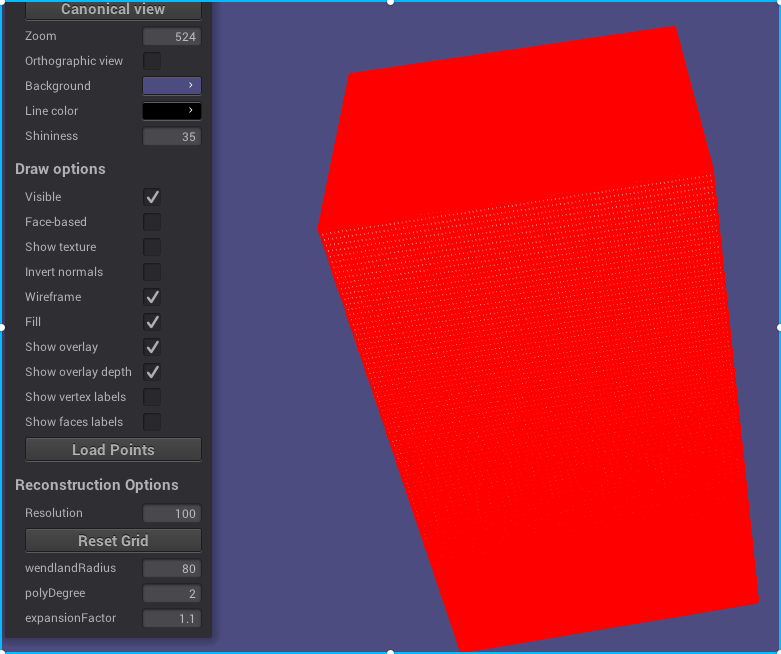 Canonical view
Zoom 524
Orthographic view
Background
Line color
Shininess 35
Draw options
Visible
Face-based
Show texture
Invert normals
Wireframe
Fill
Show overlay
Show overlay depth
Show vertex labels
Show faces labels
Load Points
Reconstruction Options
Resolution 100
Reset Grid
wendlandRadius 80
polyDegree 2
expansionFactor 1.1